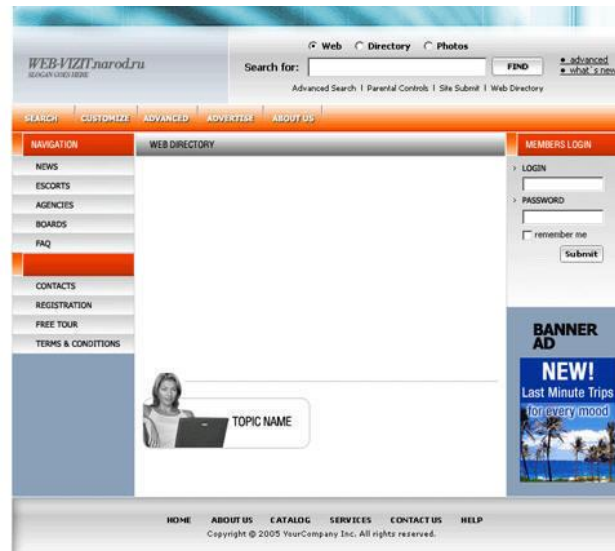 Web Directory Photos
WEB-VIZIT.narod.ru
SLOGAN GOES HERE
Search for: FIND
advanced
what's new
Advanced Search | Parental Controls | Site Submit | Web Directory
SEARCH CUSTOMIZE ADVANCED ADVERTISE ABOUT US
NAVIGATION
NEWS
ESCORTS
AGENCIES
BOARDS
FAQ
CONTACTS
REGISTRATION
FREE TOUR
TERMS & CONDITIONS
WEB DIRECTORY
TOPIC NAME
MEMBERS LOGIN
LOGIN
PASSWORD
remember me
Submit
BANNER
AD
NEW!
Last Minute Trips
for every mood
HOME ABOUT US CATALOG SERVICES CONTACT US HELP
Copyright @ 2005 YourCompany Inc. All rights reserved.